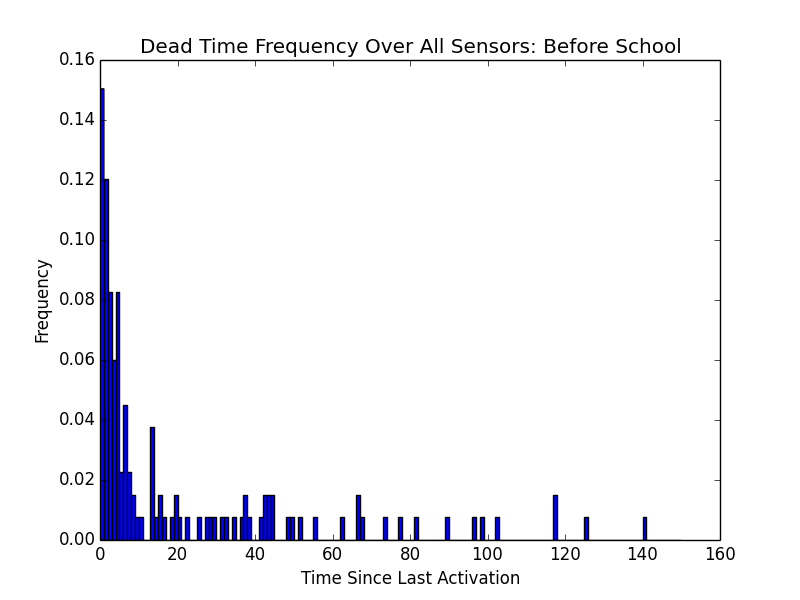 Dead Time Frequency Over All Sensors: Before School
0.16
0.14
0.12
0.10
0.08
0.06
0.04
0.02
0.00
Frequency
0 20 40 60 80 100 120 140 160
Time Since Last Activation